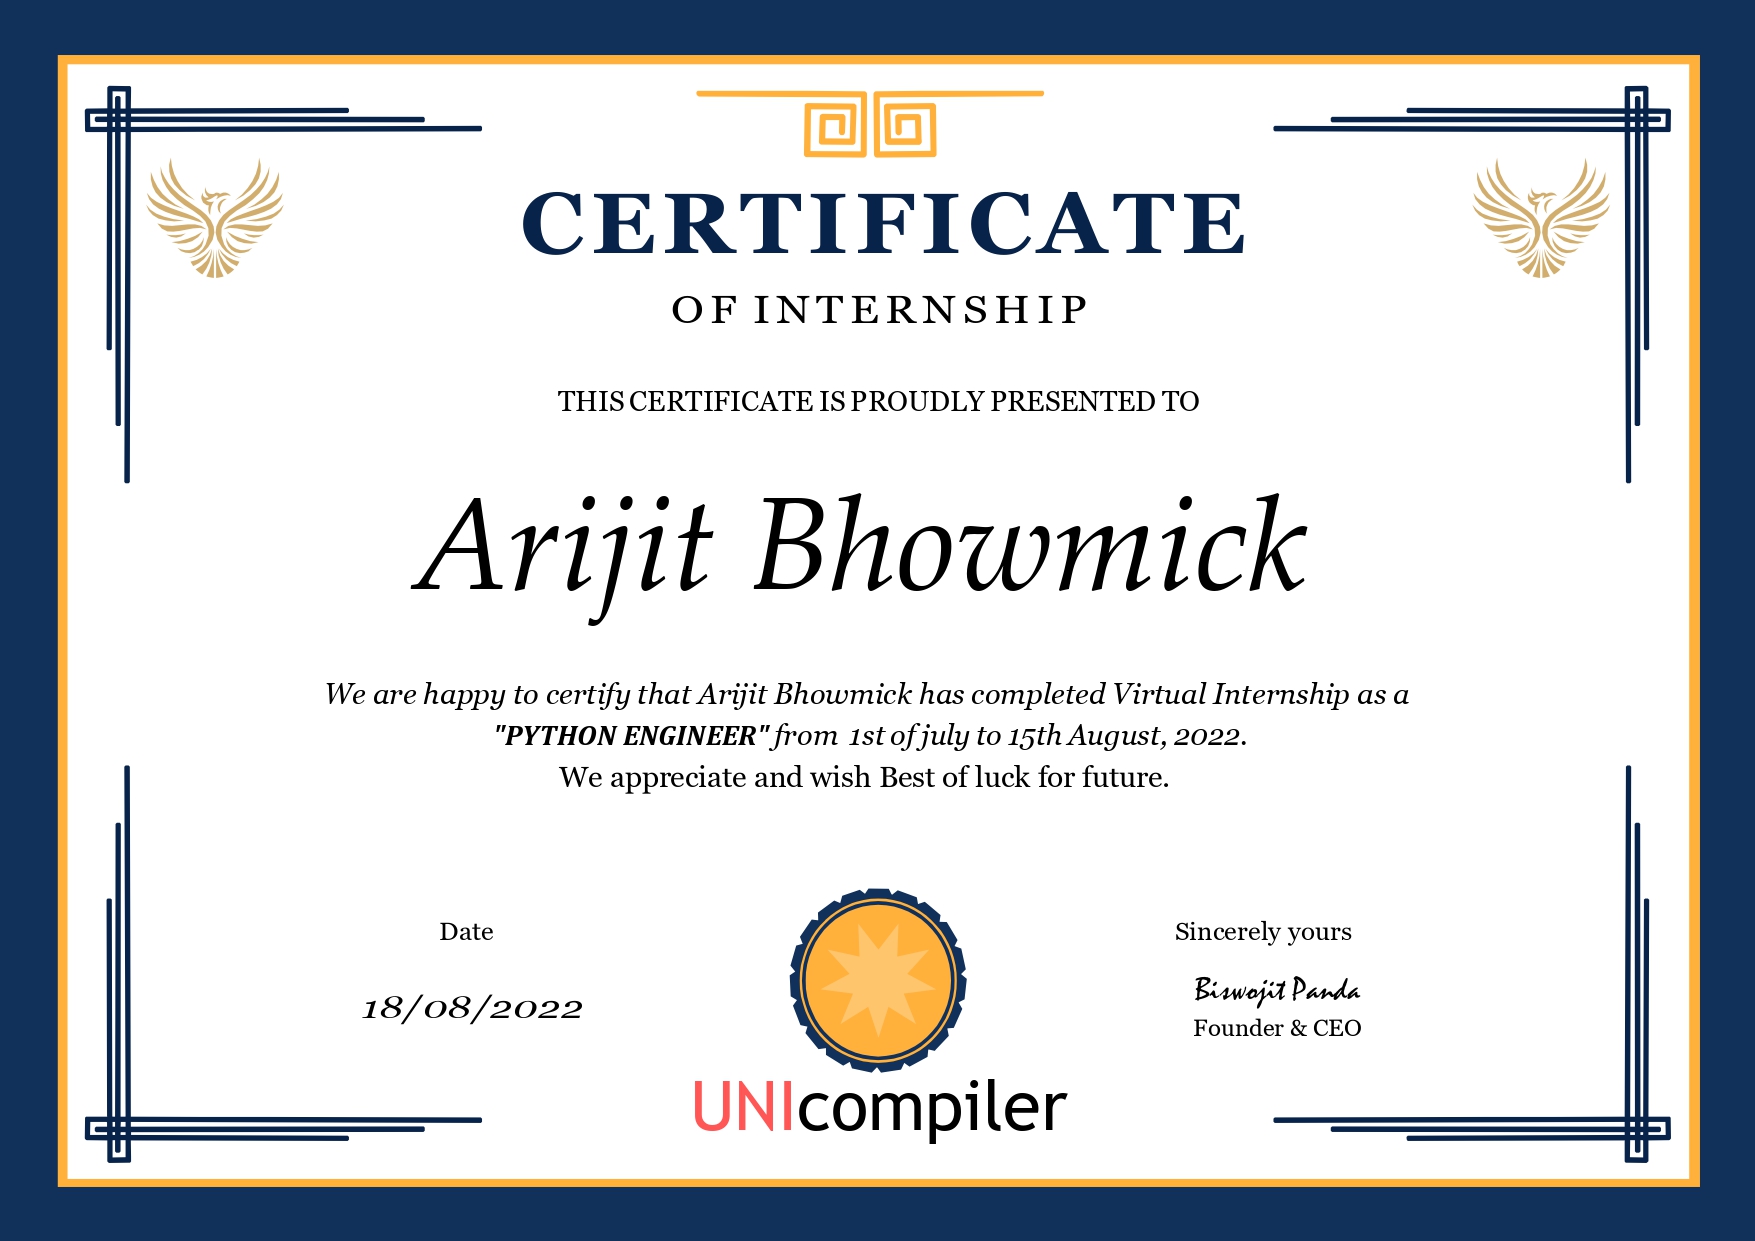 CERTIFICATE
OF INTERNSHIP
THIS CERTIFICATE IS PROUDLY PRESENTED TO
Arijit Bhowmick
We are happy to certify that Arijit Bhowmick has completed Virtual Internship as a
"PYTHON ENGINEER" from 1st of july to 15th August, 2022.
We appreciate and wish Best of luck for future.
Date
18/08/2022
Sincerely yours
Biswojit Panda
Founder & CEO
UNIcompiler